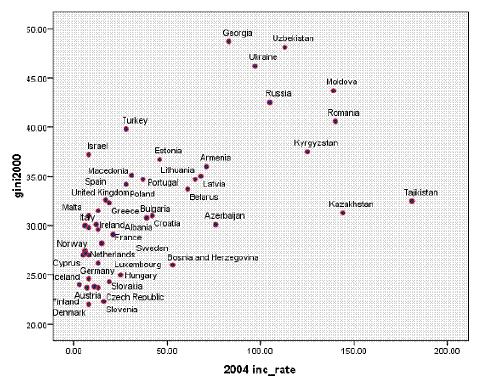 gini2000
50.00
45.00
40.00
35.00
30.00
25.00
20.00
0.00
50.00
100.00
150.00
200.00
2004 inc_rate
Georgia
Uzbekistan
Ukraine
Moldova
Russia
Romania
Turkey
Kyrgyzstan
Israel
Estonia
Armenia
Macedonia
Lithuania
Spain
Portugal
Latvia
United Kingdom
Poland
Belarus
Tajikistan
Kazakhstan
Malta
Greece
Bulgaria
Italy
Ireland
Albania
Croatia
Azerbaijan
France
Norway
Sweden
Netherlands
Cyprus
Luxembourg
Bosnia and Herzegovina
Iceland
Germany
Hungary
Slovakia
Finland
Austria
Czech Republic
Denmark
Slovenia